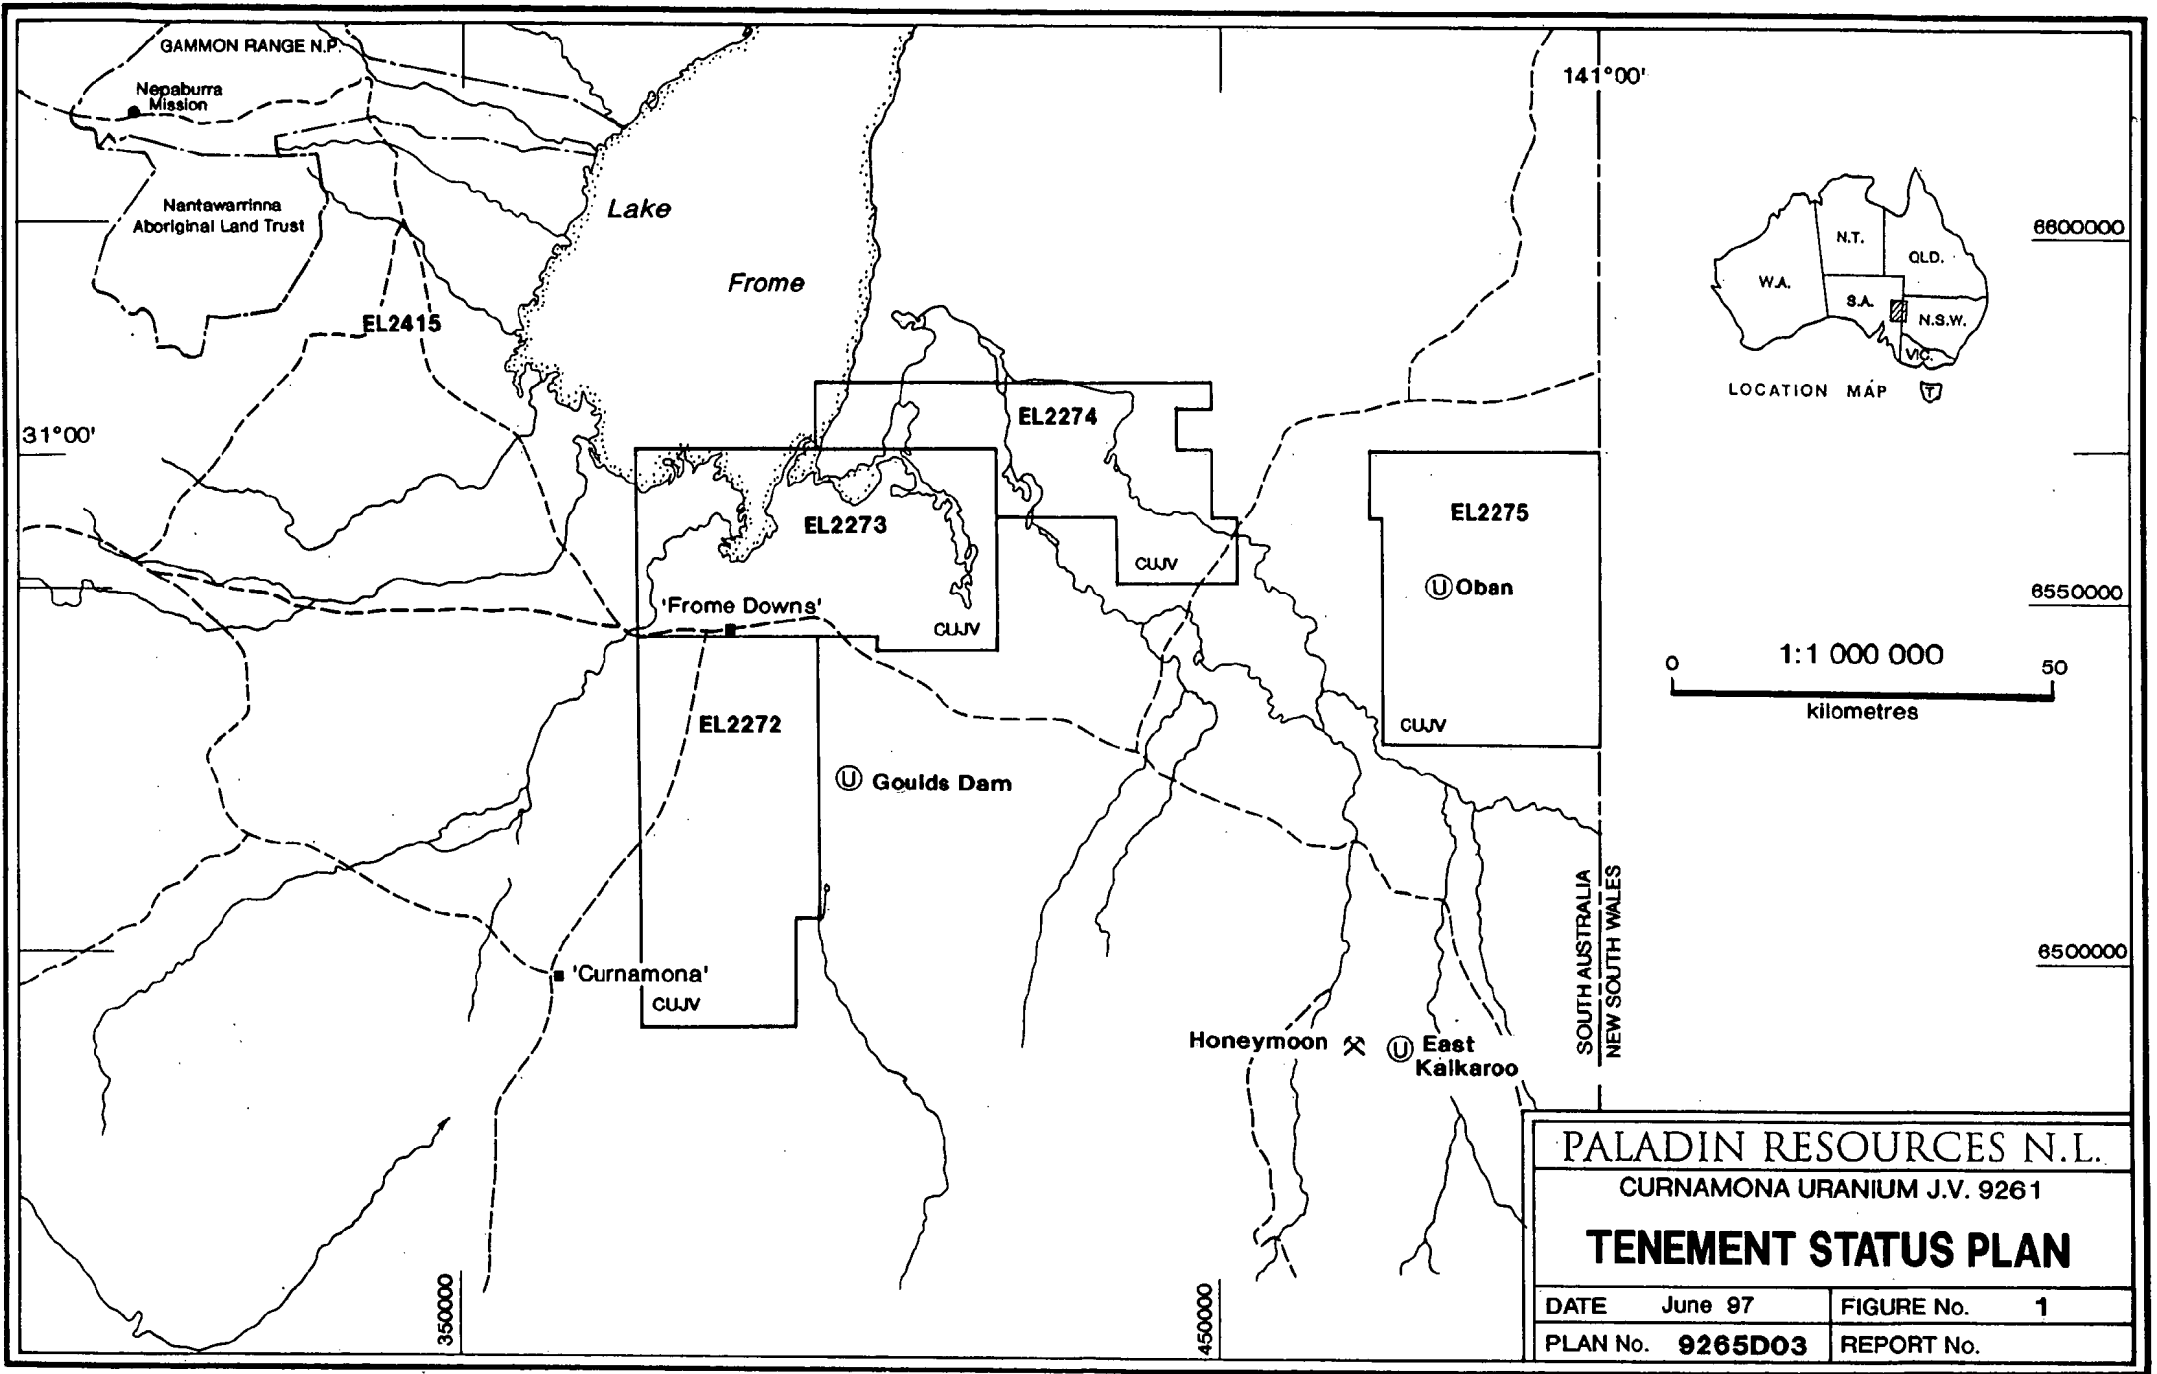 GAMMON RANGE N.P.
Nepaburra
Mission
Nantawarrinna
Aboriginal Land Trust
Lake
Frome
EL2415
31°00'
141°00'
6600000
W.A.
N.T.
QLD.
S.A.
N.S.W.
VIC.
LOCATION MAP
T
EL2274
EL2273
EL2275
CUJV
U Oban
'Frome Downs'
CUJV
6550000
1:1 000 000
0
50
kilometres
EL2272
CUJV
U Goulds Dam
SOUTH AUSTRALIA
NEW SOUTH WALES
6500000
'Curnamona'
CUJV
Honeymoon
U East
Kalkaroo
350000
450000
PALADIN RESOURCES N.L.
CURNAMONA URANIUM J.V. 9261
TENEMENT STATUS PLAN
DATE June 97
FIGURE No. 1
PLAN No. 9265D03
REPORT No.